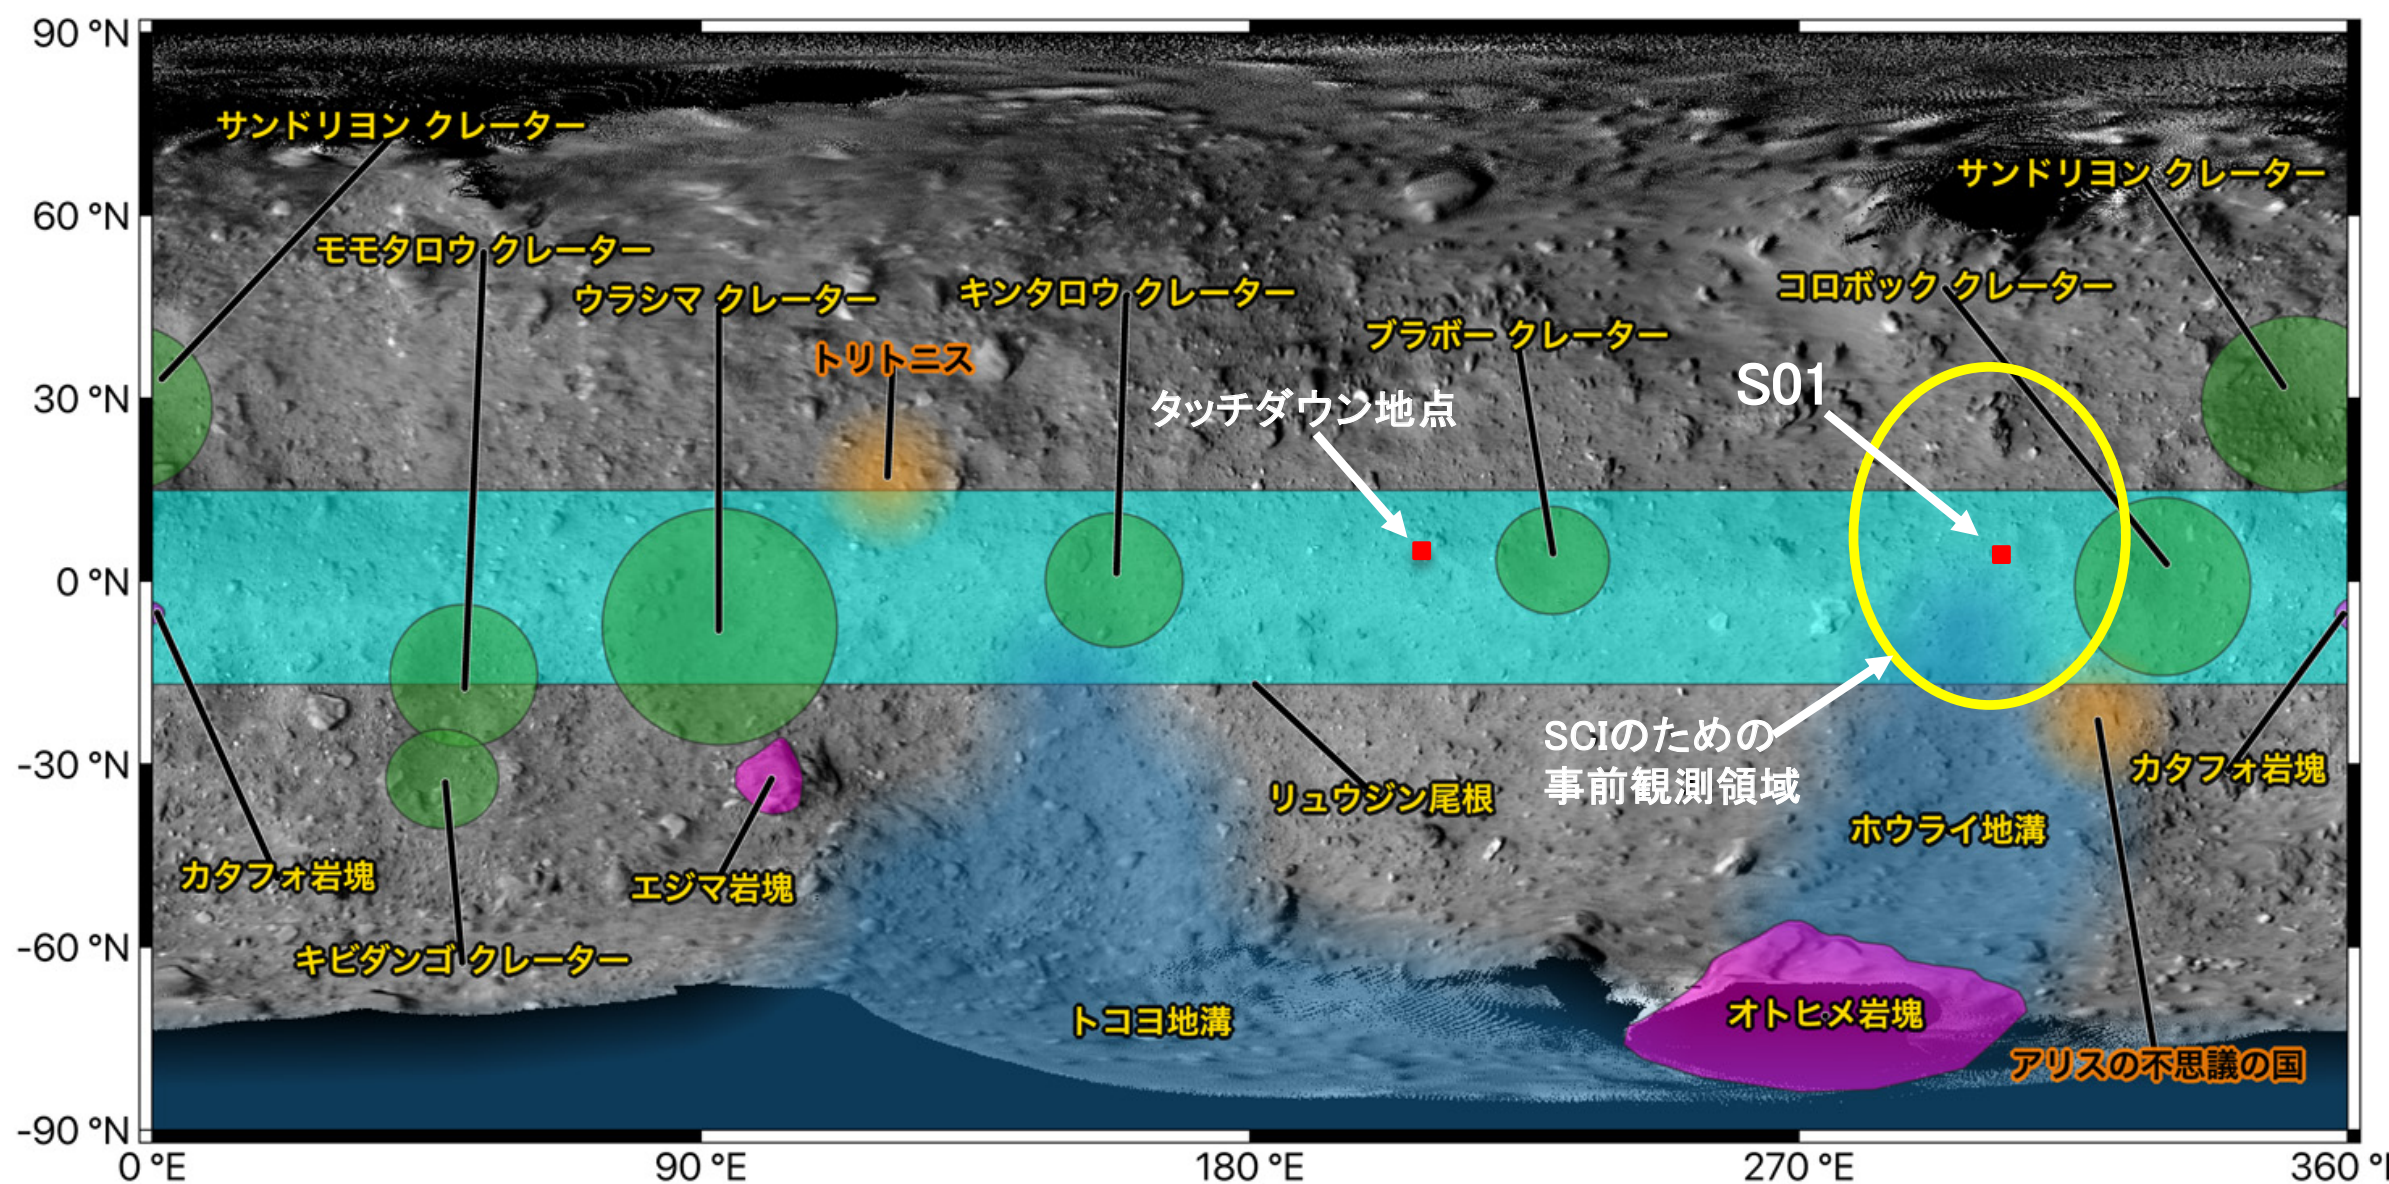 90 °N
サンドリヨン クレーター
サンドリヨン クレーター
60 °N
モモタロウ クレーター
ウラシマ クレーター
キンタロウ クレーター
コロボック クレーター
ブラボー クレーター
トリトニス
S01
30 °N
タッチダウン地点
0 °N
SCIのための
事前観測領域
-30 °N
カタフォ岩塊
リュウジン尾根
ホウライ地溝
カタフォ岩塊
エジマ岩塊
-60 °N
キビダンゴ クレーター
トコヨ地溝
オトヒメ岩塊
アリスの不思議の国
-90 °N
0 °E
90 °E
180 °E
270 °E
360 °